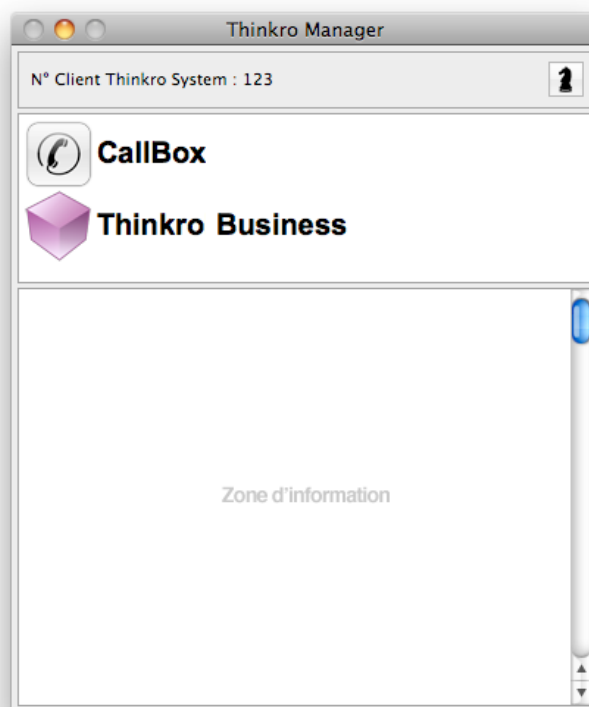 Thinkro Manager
N° Client Thinkro System : 123
CallBox
Thinkro Business
Zone d'information